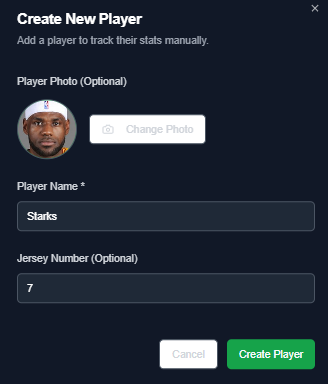 Create New Player
Add a player to track their stats manually.
Player Photo (Optional)
Change Photo
Player Name *
Starks
Jersey Number (Optional)
7
Cancel
Create Player